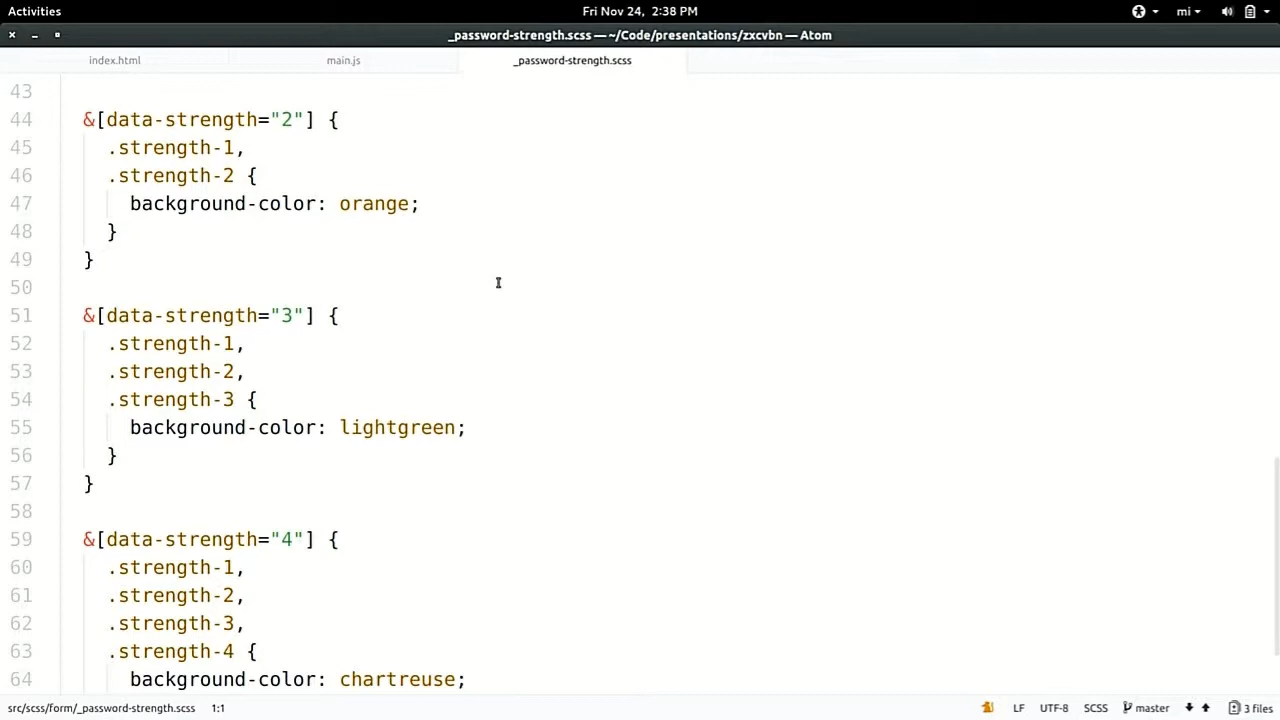 Activities
Fri Nov 24, 2:38 PM
mi
_password-strength.scss — ~/Code/presentations/zxcvbn — Atom
index.html
main.js
_password-strength.scss
43
44 &[data-strength="2"] {
45 .strength-1,
46 .strength-2 {
47 background-color: orange;
48 }
49 }
50
51 &[data-strength="3"] {
52 .strength-1,
53 .strength-2,
54 .strength-3 {
55 background-color: lightgreen;
56 }
57 }
58
59 &[data-strength="4"] {
60 .strength-1,
61 .strength-2,
62 .strength-3,
63 .strength-4 {
64 background-color: chartreuse;
src/scss/form/_password-strength.scss 1:1
LF UTF-8 SCSS master 3 files